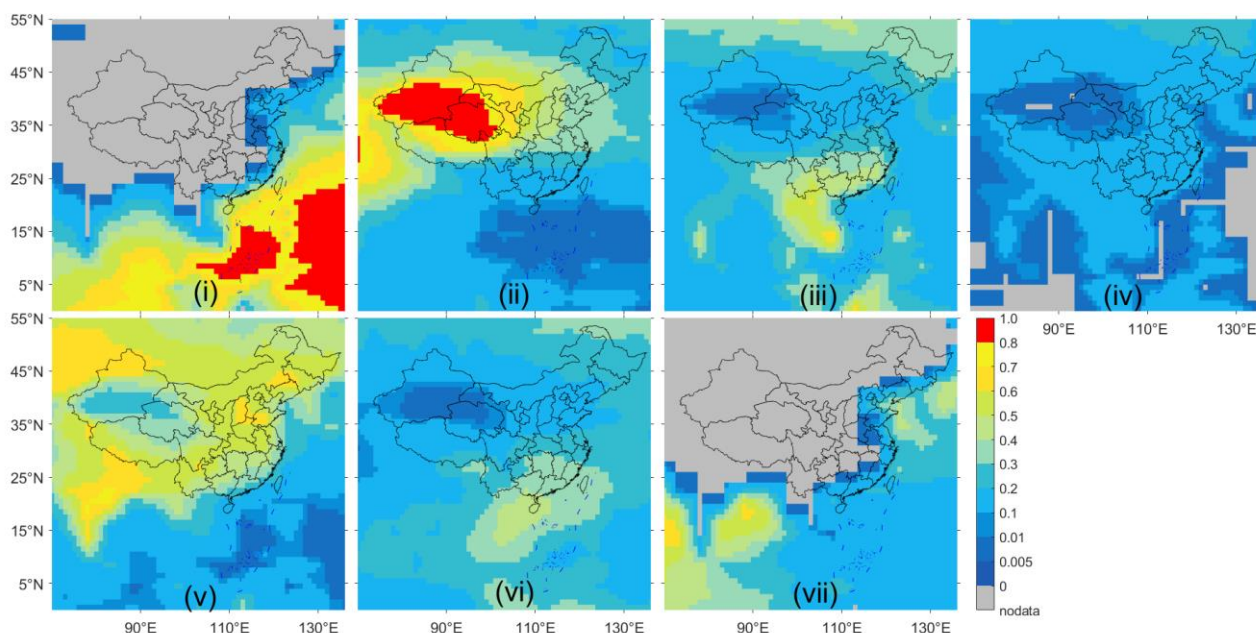 55°N
45°N
35°N
25°N
15°N
5°N
(i) (ii) (iii) (iv)
90°E 110°E 130°E
55°N
45°N
35°N
25°N
15°N
5°N
(v) (vi) (vii)
90°E 110°E 130°E 90°E 110°E 130°E 90°E 110°E 130°E
1.0
0.8
0.7
0.6
0.5
0.4
0.3
0.2
0.1
0.01
0.005
0
nodata